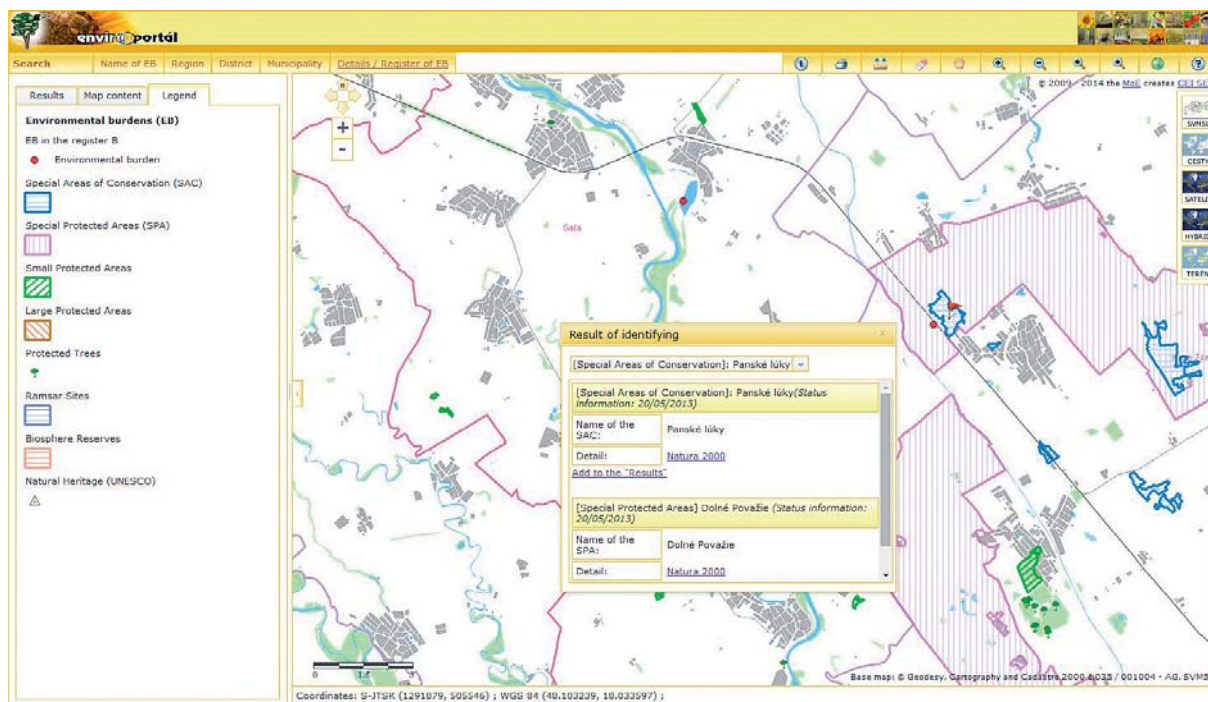 enviroportál
Search Name of EB Region District Municipality Details / Register of EB
Results Map content Legend
© 2009 - 2014 the MoE creates
Environmental burdens (EB)
EB in the register B
Environmental burden
Special Areas of Conservation (SAC)
Special Protected Areas (SPA)
Small Protected Areas
Large Protected Areas
Protected Trees
Ramsar Sites
Biosphere Reserves
Natural Heritage (UNESCO)
N
Sala
CESTY
TERÉN
Result of identifying
[Special Areas of Conservation]: Panské lúky
[Special Areas of Conservation]: Panské lúky(Status
information: 20/05/2013)
Name of the
SAC:
Panské lúky
Detail: Natura 2000
Add to the "Results"
[Special Protected Areas] Dolné Považie (Status information:
20/05/2013)
Name of the
SPA:
Dolné Považie
Detail: Natura 2000
Base map: © Geodesy, Cartography and Cadastre 2000 č.035 / 001004 - AG, SVM5
Coordinates: S-JTSK (1291879, 505546) ; WGS 84 (48.103239, 18.033597) ;